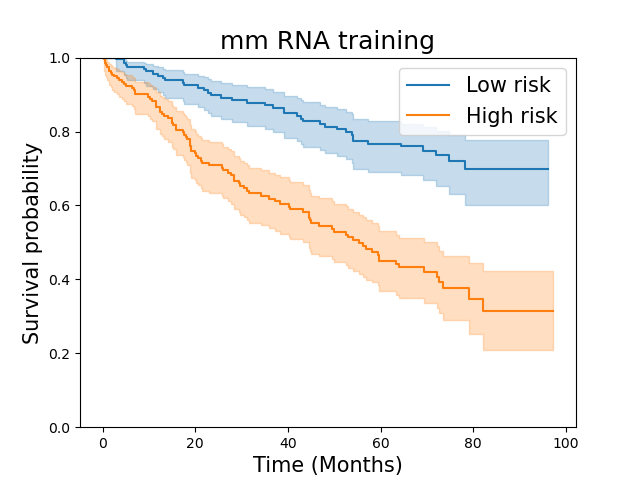 mm RNA training
Low risk
High risk
Survival probability
1.0
0.8
0.6
0.4
0.2
0.0
0 20 40 60 80 100
Time (Months)